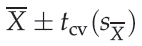 X̅ ± t_cv(s_X̅)